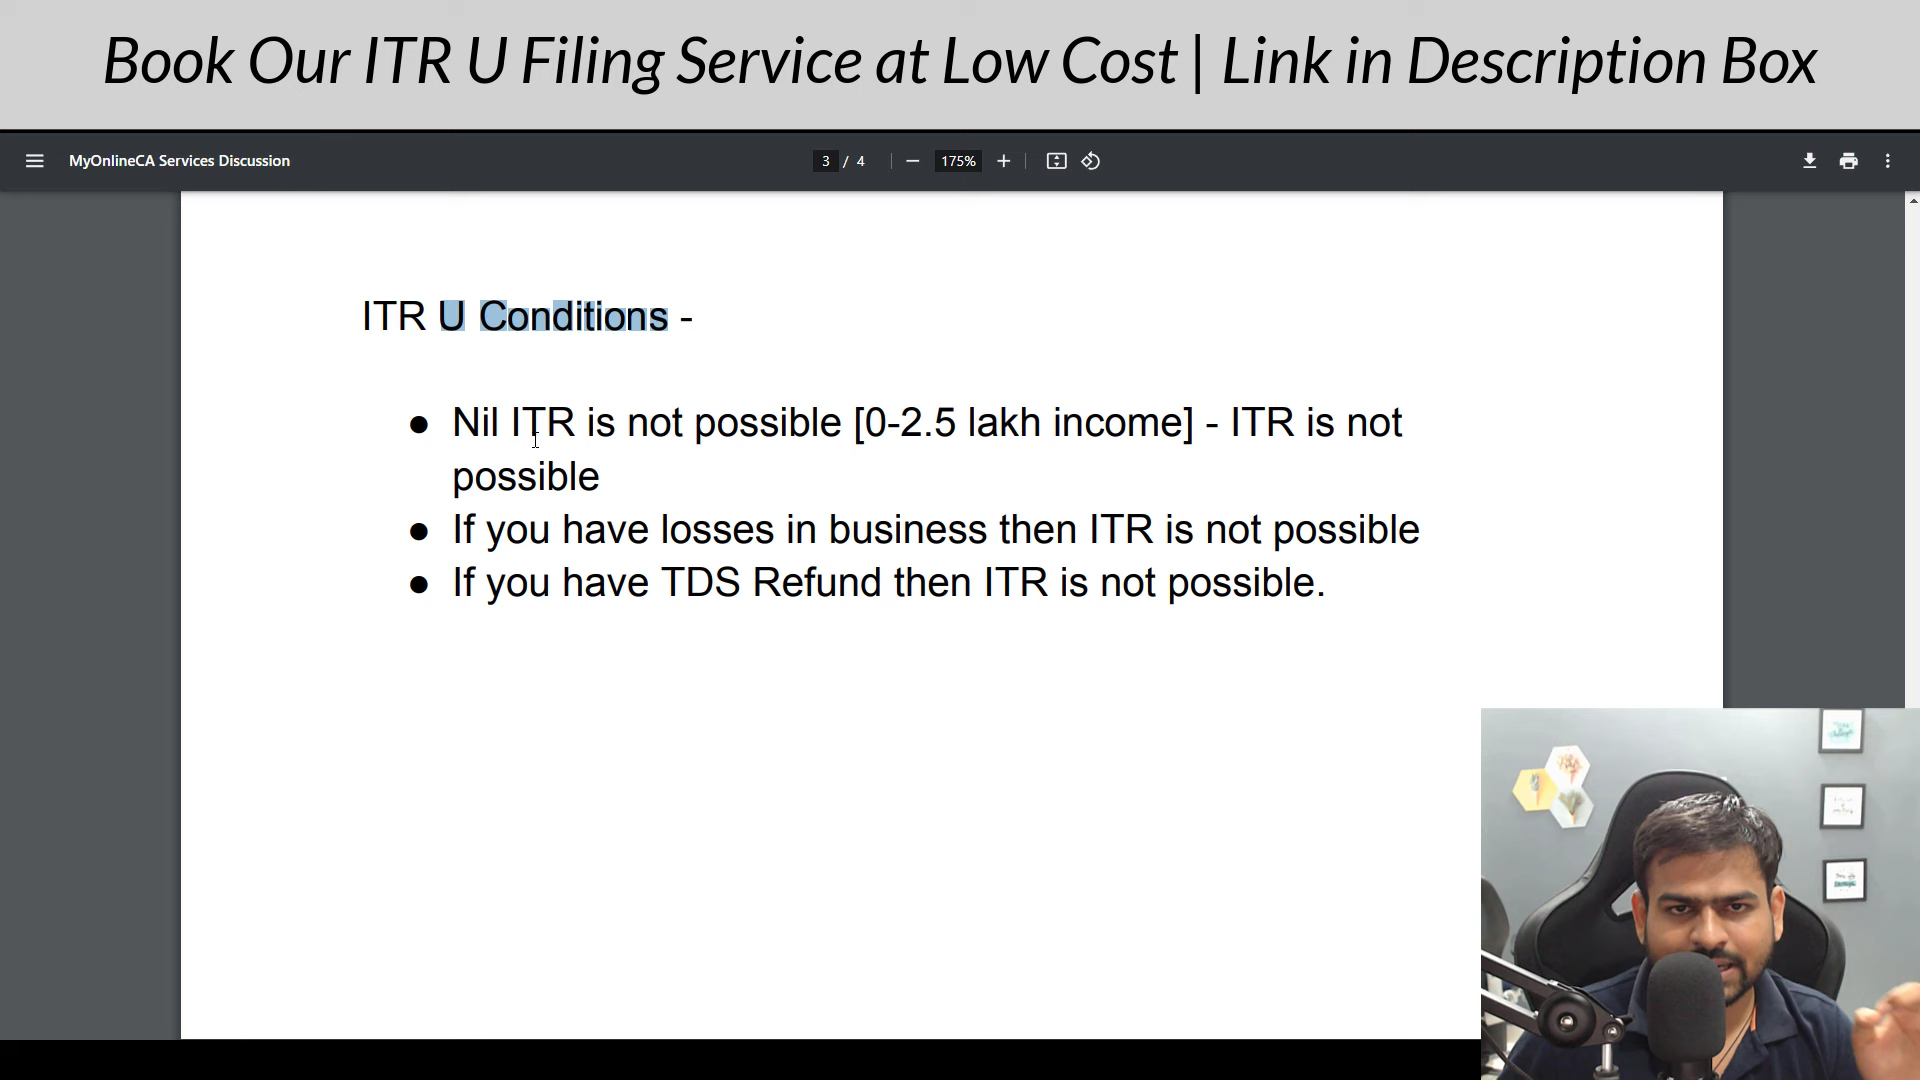 Book Our ITR U Filing Service at Low Cost | Link in Description Box
MyOnlineCA Services Discussion
3 / 4
175%
ITR U Conditions -
● Nil ITR is not possible [0-2.5 lakh income] - ITR is not
possible
● If you have losses in business then ITR is not possible
● If you have TDS Refund then ITR is not possible.